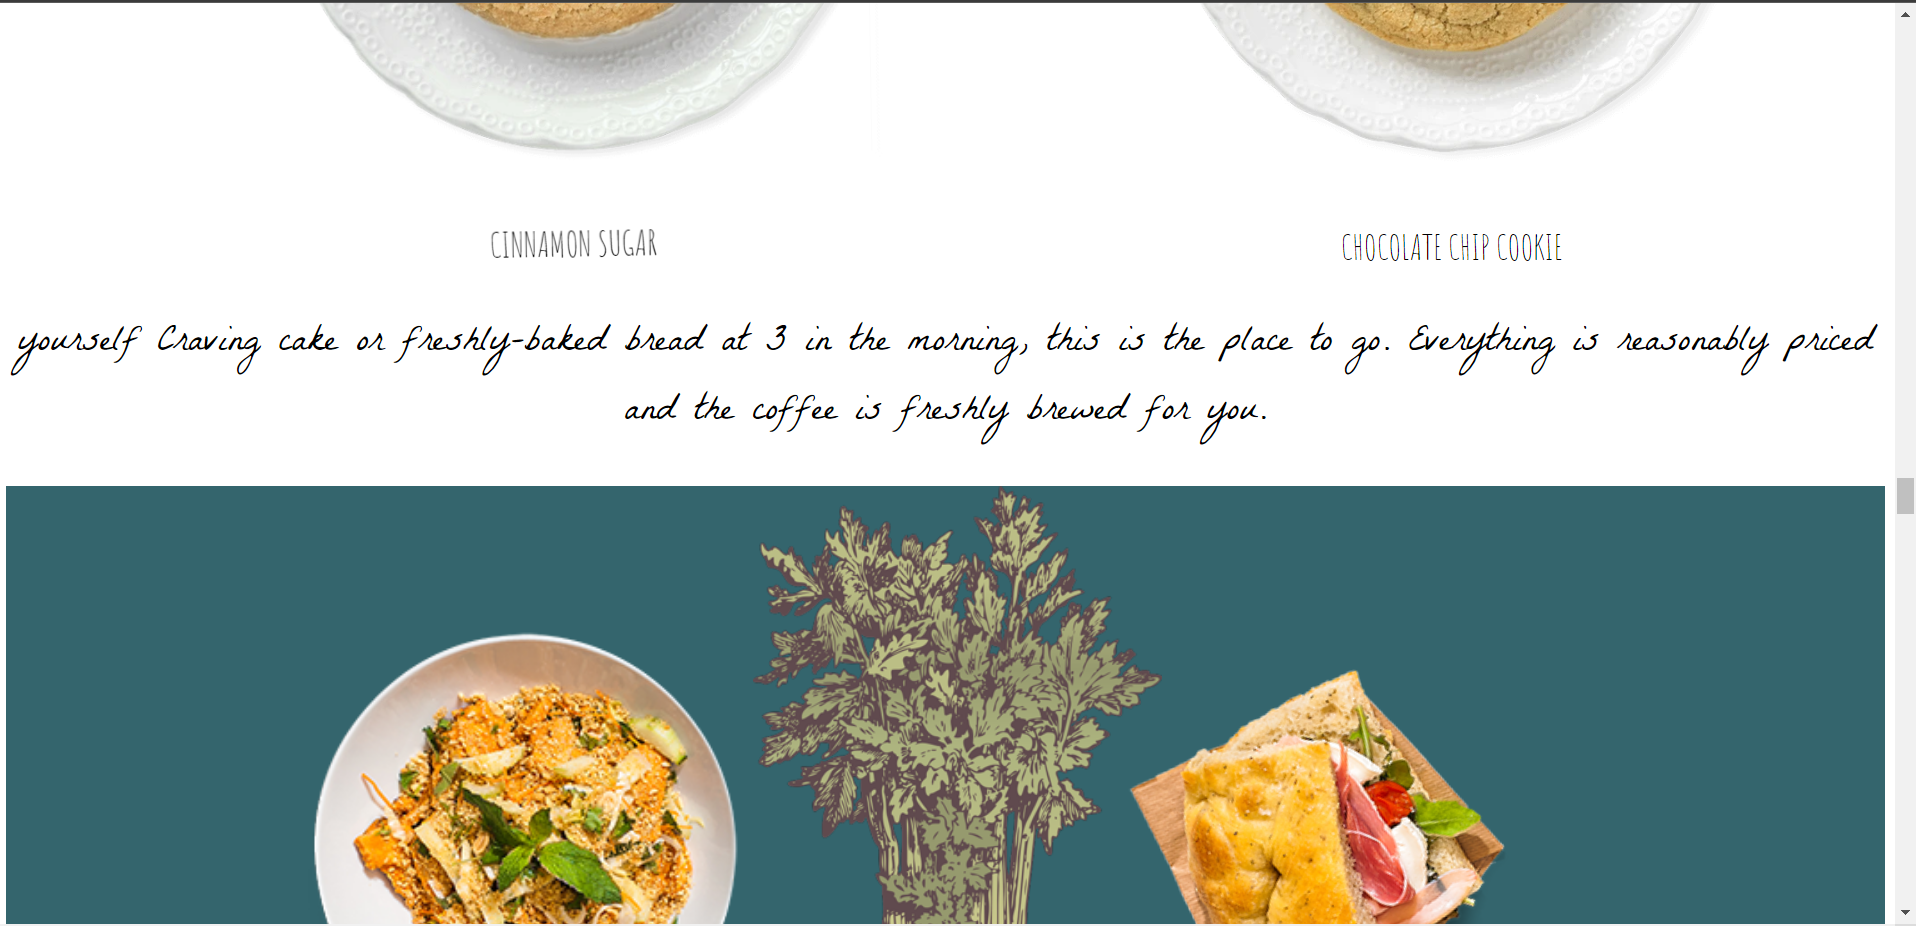 CINNAMON SUGAR
CHOCOLATE CHIP COOKIE
yourself Craving cake or freshly-baked bread at 3 in the morning, this is the place to go. Everything is reasonably priced
and the coffee is freshly brewed for you.